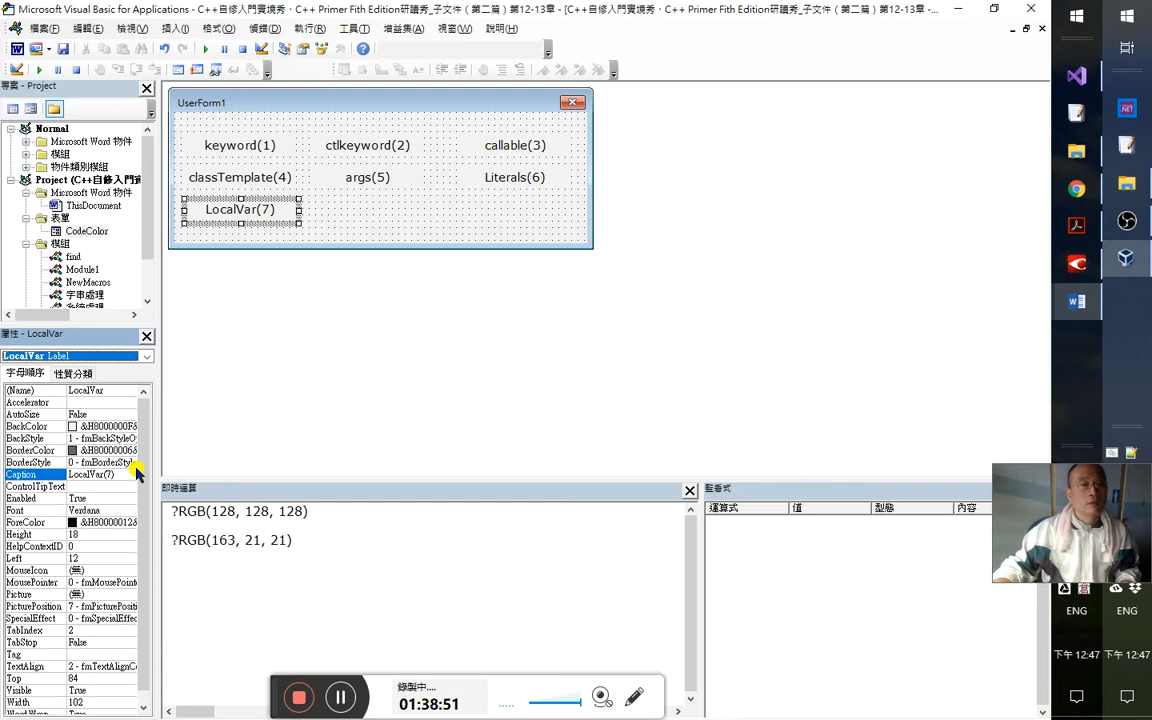 Microsoft Visual Basic for Applications - C++自修入門實境秀、C++ Primer Fifth Edition研讀秀_子文件（第二篇）第12-13章 - [C++自修入門實境秀、C++ Primer Fifth Edition研讀秀_子文件（第二篇）第12-13章 -...
檔案(F) 編輯(E) 檢視(V) 插入(I) 格式(O) 偵錯(D) 執行(R) 工具(T) 增益集(A) 視窗(W) 說明(H)
專案 - Project
Normal
Microsoft Word 物件
模組
物件類別模組
Project (C++自修入門實
Microsoft Word 物件
ThisDocument
表單
CodeColor
模組
find
Module1
NewMacros
字串處理
UserForm1
keyword(1) ctlkeyword(2) callable(3)
classTemplate(4) args(5) Literals(6)
LocalVar(7)
屬性 - LocalVar
LocalVar Label
字母順序 性質分類
(Name) LocalVar
Accelerator
AutoSize False
BackColor &H8000000F&
BackStyle 1 - fmBackStyleO
BorderColor &H80000006&
BorderStyle 0 - fmBorderStyl
Caption LocalVar(7)
ControlTipText
Enabled True
Font Verdana
ForeColor &H80000012&
Height 18
HelpContextID 0
Left 12
MouseIcon (無)
MousePointer 0 - fmMousePoint
Picture (無)
PicturePosition 7 - fmPicturePositi
SpecialEffect 0 - fmSpecialEffec
TabIndex 2
TabStop False
Tag
TextAlign 2 - fmTextAlignC
Top 84
Visible True
Width 102
WordWrap True
即時運算
?RGB(128, 128, 128)
?RGB(163, 21, 21)
監看式
運算式 值 型態 內容
錄製中....
01:38:51
ENG ENG
下午 12:47 下午 12:47